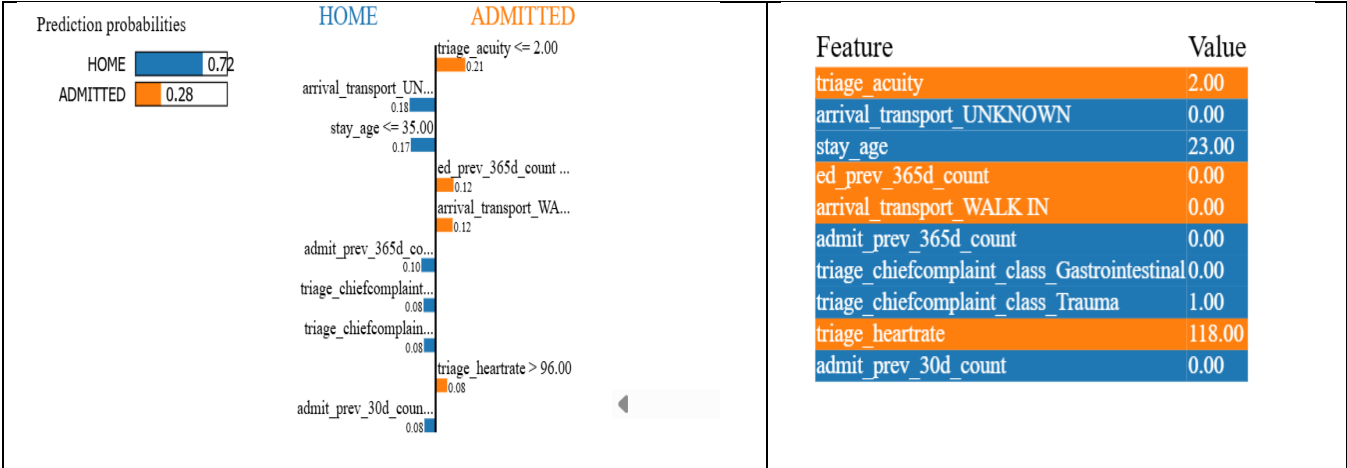 Prediction probabilities
HOME 0.72
ADMITTED 0.28
HOME ADMITTED
triage_acuity <= 2.00
0.21
arrival_transport_UN...
0.18
stay_age <= 35.00
0.17
ed_prev_365d_count ...
0.12
arrival_transport_WA...
0.12
admit_prev_365d_co...
0.10
triage_chiefcomplaint...
0.08
triage_chiefcomplain...
0.08
triage_heartrate > 96.00
0.08
admit_prev_30d_coun...
0.08
Feature Value
triage_acuity 2.00
arrival_transport_UNKNOWN 0.00
stay_age 23.00
ed_prev_365d_count 0.00
arrival_transport_WALK IN 0.00
admit_prev_365d_count 0.00
triage_chiefcomplaint_class_Gastrointestinal 0.00
triage_chiefcomplaint_class_Trauma 1.00
triage_heartrate 118.00
admit_prev_30d_count 0.00